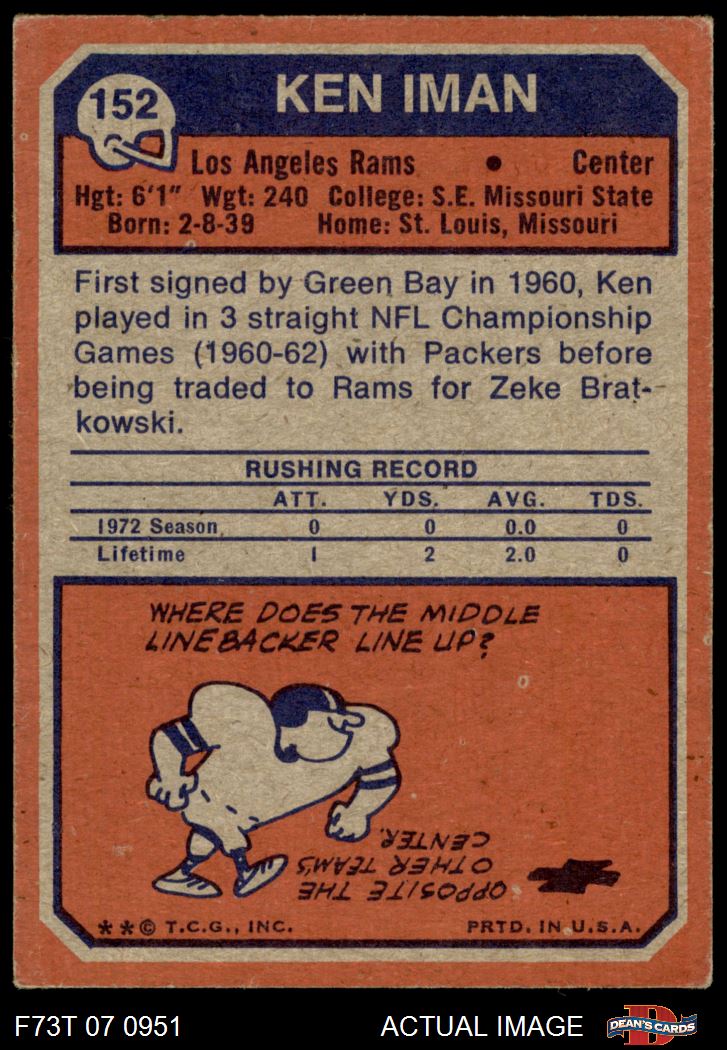 152
KEN IMAN
Los Angeles Rams • Center
Hgt: 6'1" Wgt: 240 College: S.E. Missouri State
Born: 2-8-39 Home: St. Louis, Missouri
First signed by Green Bay in 1960, Ken
played in 3 straight NFL Championship
Games (1960-62) with Packers before
being traded to Rams for Zeke Brat-
kowski.
RUSHING RECORD
ATT. YDS. AVG. TDS.
1972 Season 0 0 0.0 0
Lifetime 1 2 2.0 0
WHERE DOES THE MIDDLE
LINEBACKER LINE UP?
OPPOSITE THE
OTHER TEAMS
CENTER.
**© T.C.G., INC. PRTD. IN U.S.A.
F73T 07 0951 ACTUAL IMAGE
D
DEAN'S CARDS